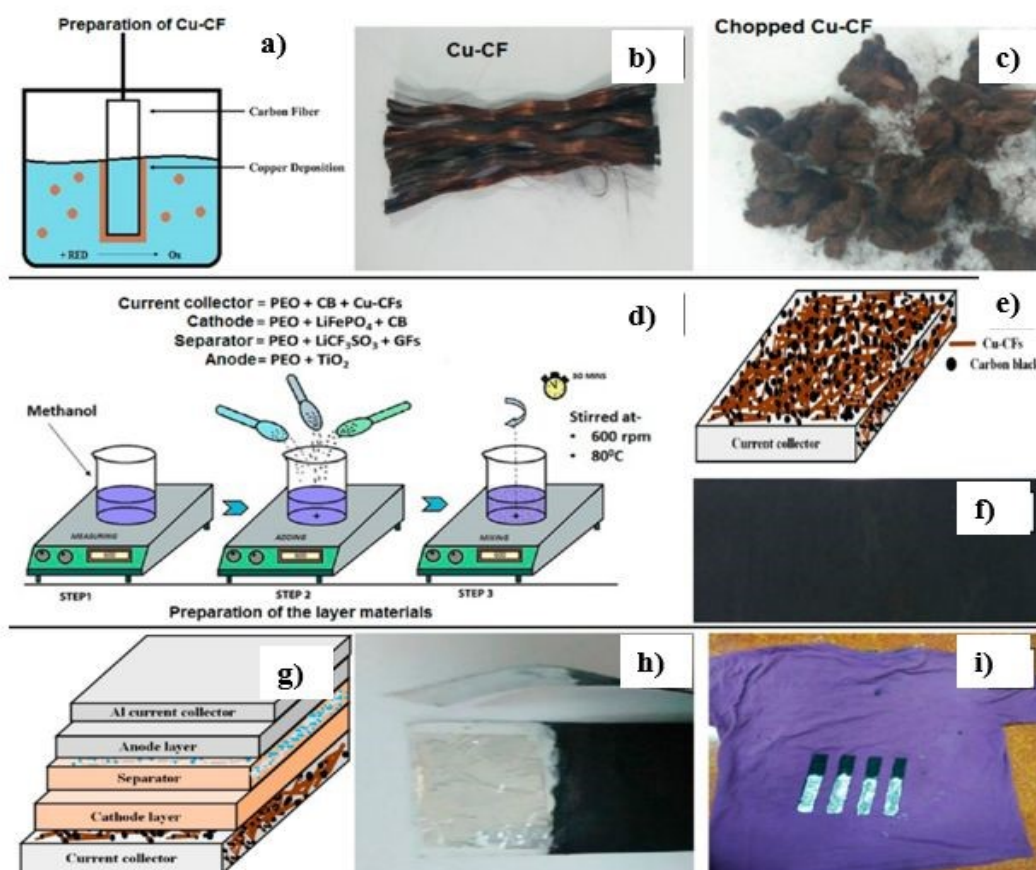 Preparation of Cu-CF
a)
Carbon Fiber
Copper Deposition
+ RED
Ox
Cu-CF
b)
Chopped Cu-CF
c)
Current collector = PEO + CB + Cu-CFs
Cathode = PEO + LiFePO₄ + CB
Separator = PEO + LiCF₃SO₃ + GFs
Anode = PEO + TiO₂
d)
Methanol
30 MINS
Stirred at-
• 600 rpm
• 80⁰C
MEASURING
ADDING
MIXING
STEP1
STEP 2
STEP 3
Preparation of the layer materials
e)
Cu-CFs
Carbon black
Current collector
f)
g)
Al current collector
Anode layer
Separator
Cathode layer
Current collector
h)
i)